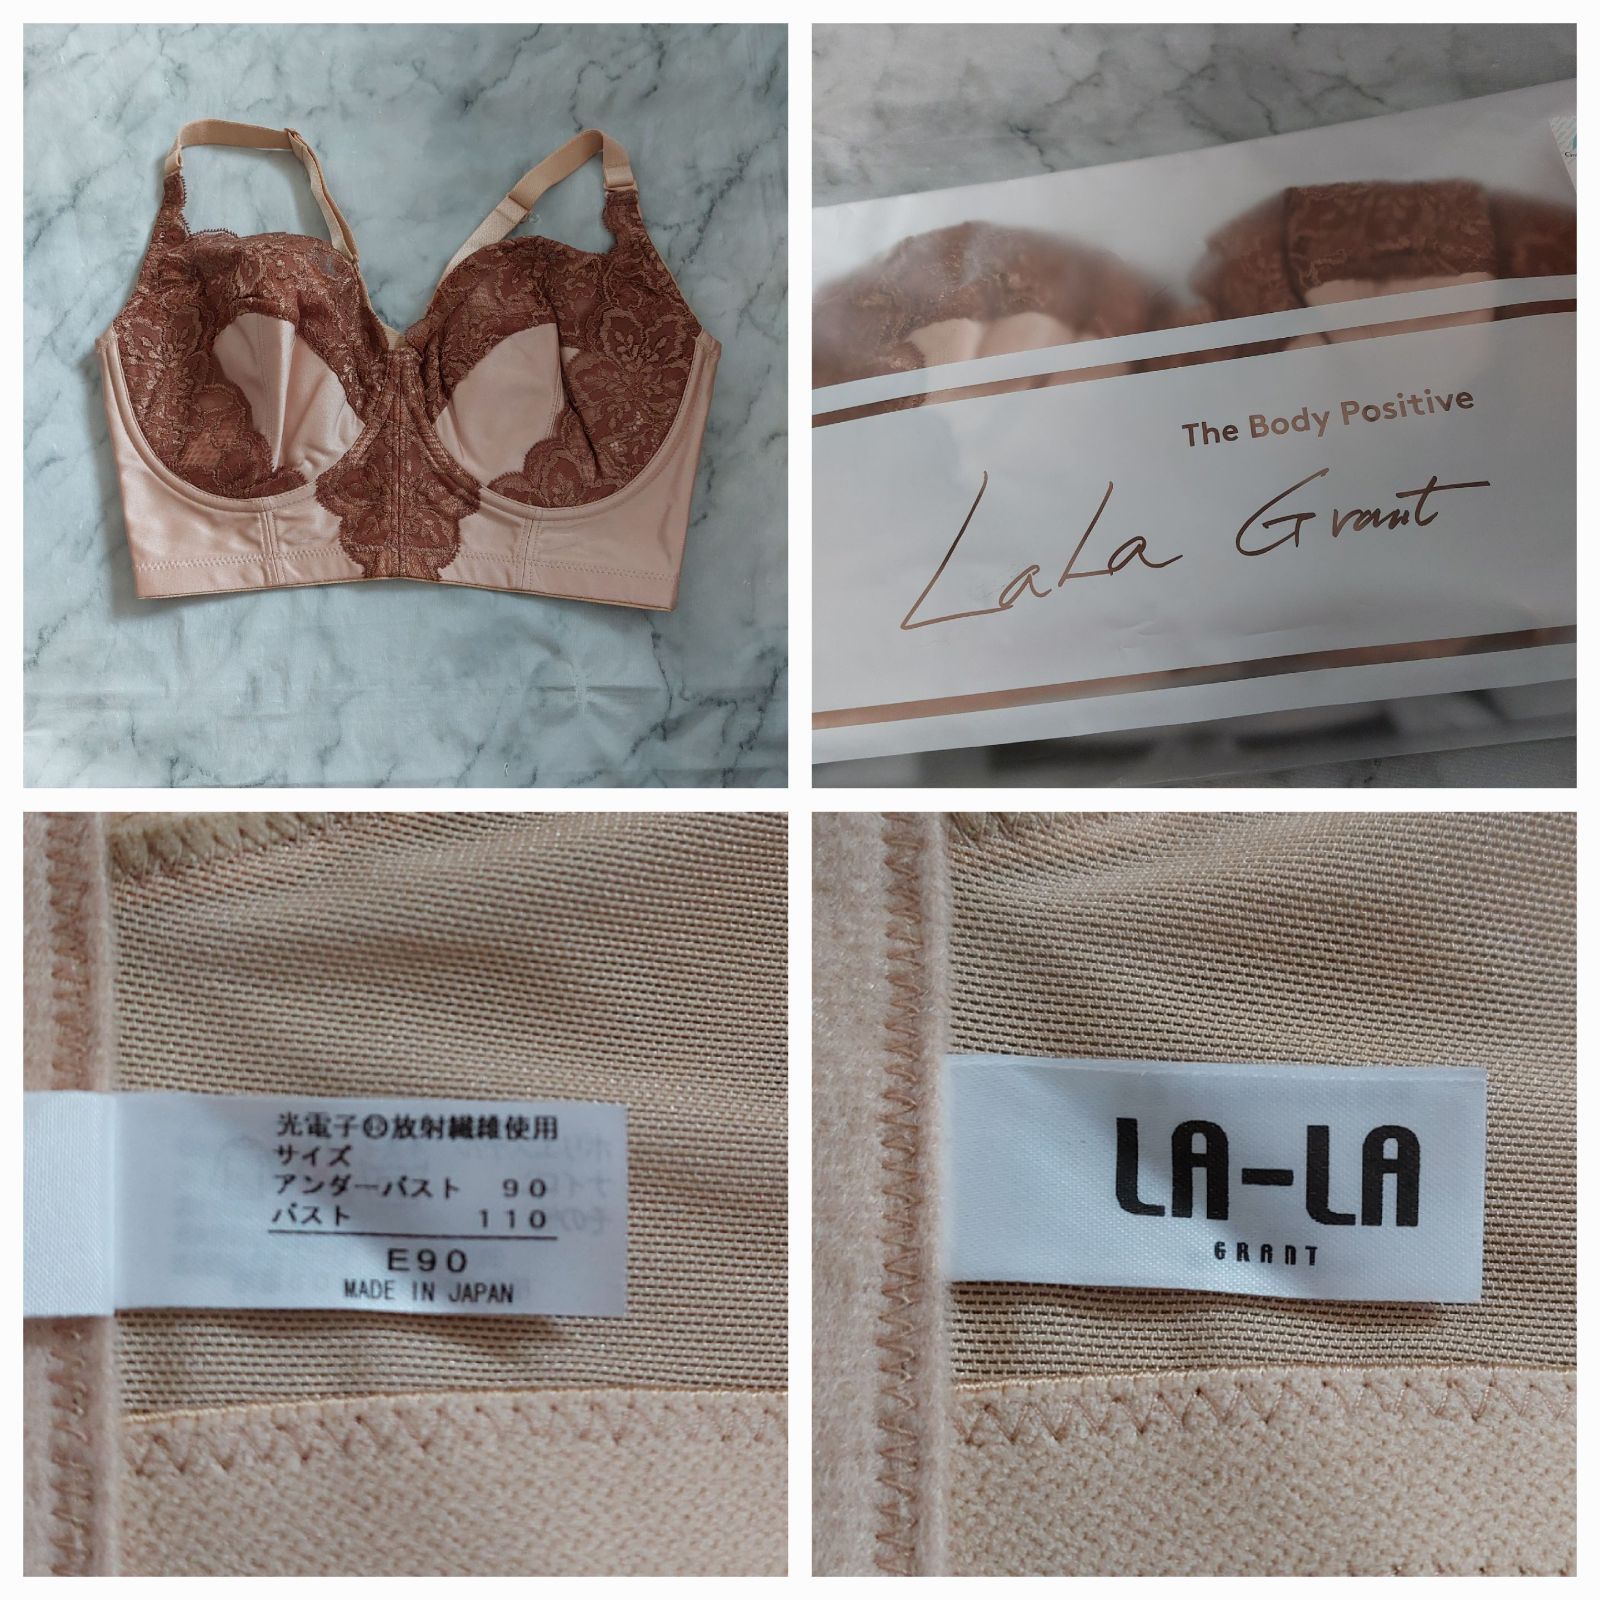 The Body Positive
LaLa Grant
光電子®放射繊維使用
サイズ
アンダーバスト 90
バスト 110
E90
MADE IN JAPAN
LA-LA
GRANT